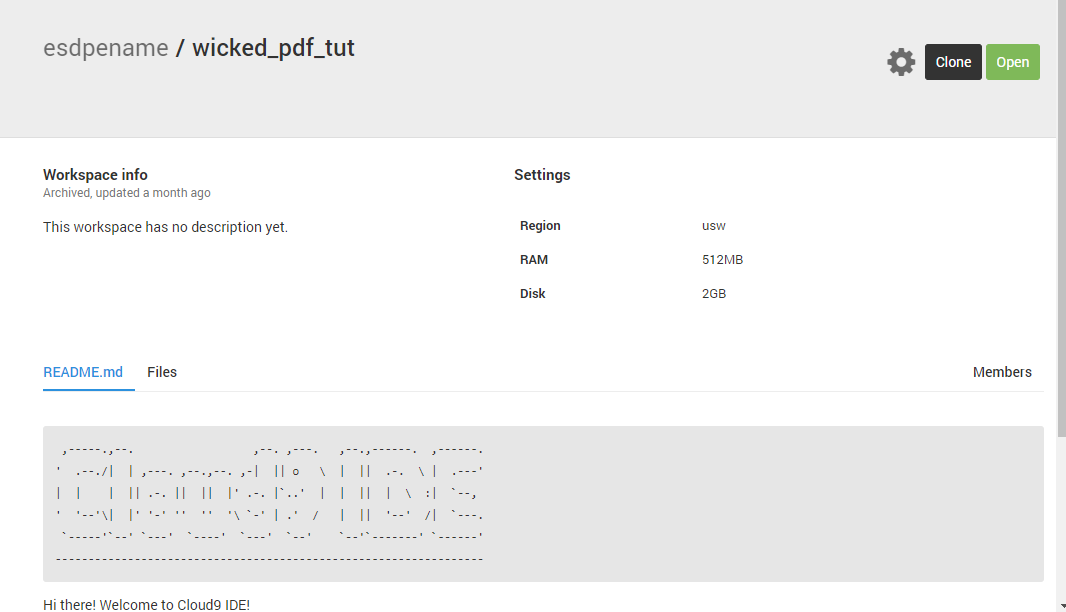 esdpename / wicked_pdf_tut
Clone
Open
Workspace info
Archived, updated a month ago
This workspace has no description yet.
Settings
Region usw
RAM 512MB
Disk 2GB
README.md Files Members
 ,-----.,--.                  ,--. ,---.   ,--.,------.  ,------.
'  .--./|  | ,---. ,--.,--. ,-|  || o   \  |  ||  .-.  \ |  .---'
|  |    |  || .-. ||  ||  |' .-. |`..'  |  |  ||  |  \  :|  `--, 
'  '--'\|  |' '-' ''  ''  '\ `-' | .'  /   |  ||  '--'  /|  `---.
 `-----'`--' `---'  `----'  `---'  `--'    `--'`-------' `------'
-----------------------------------------------------------------
Hi there! Welcome to Cloud9 IDE!